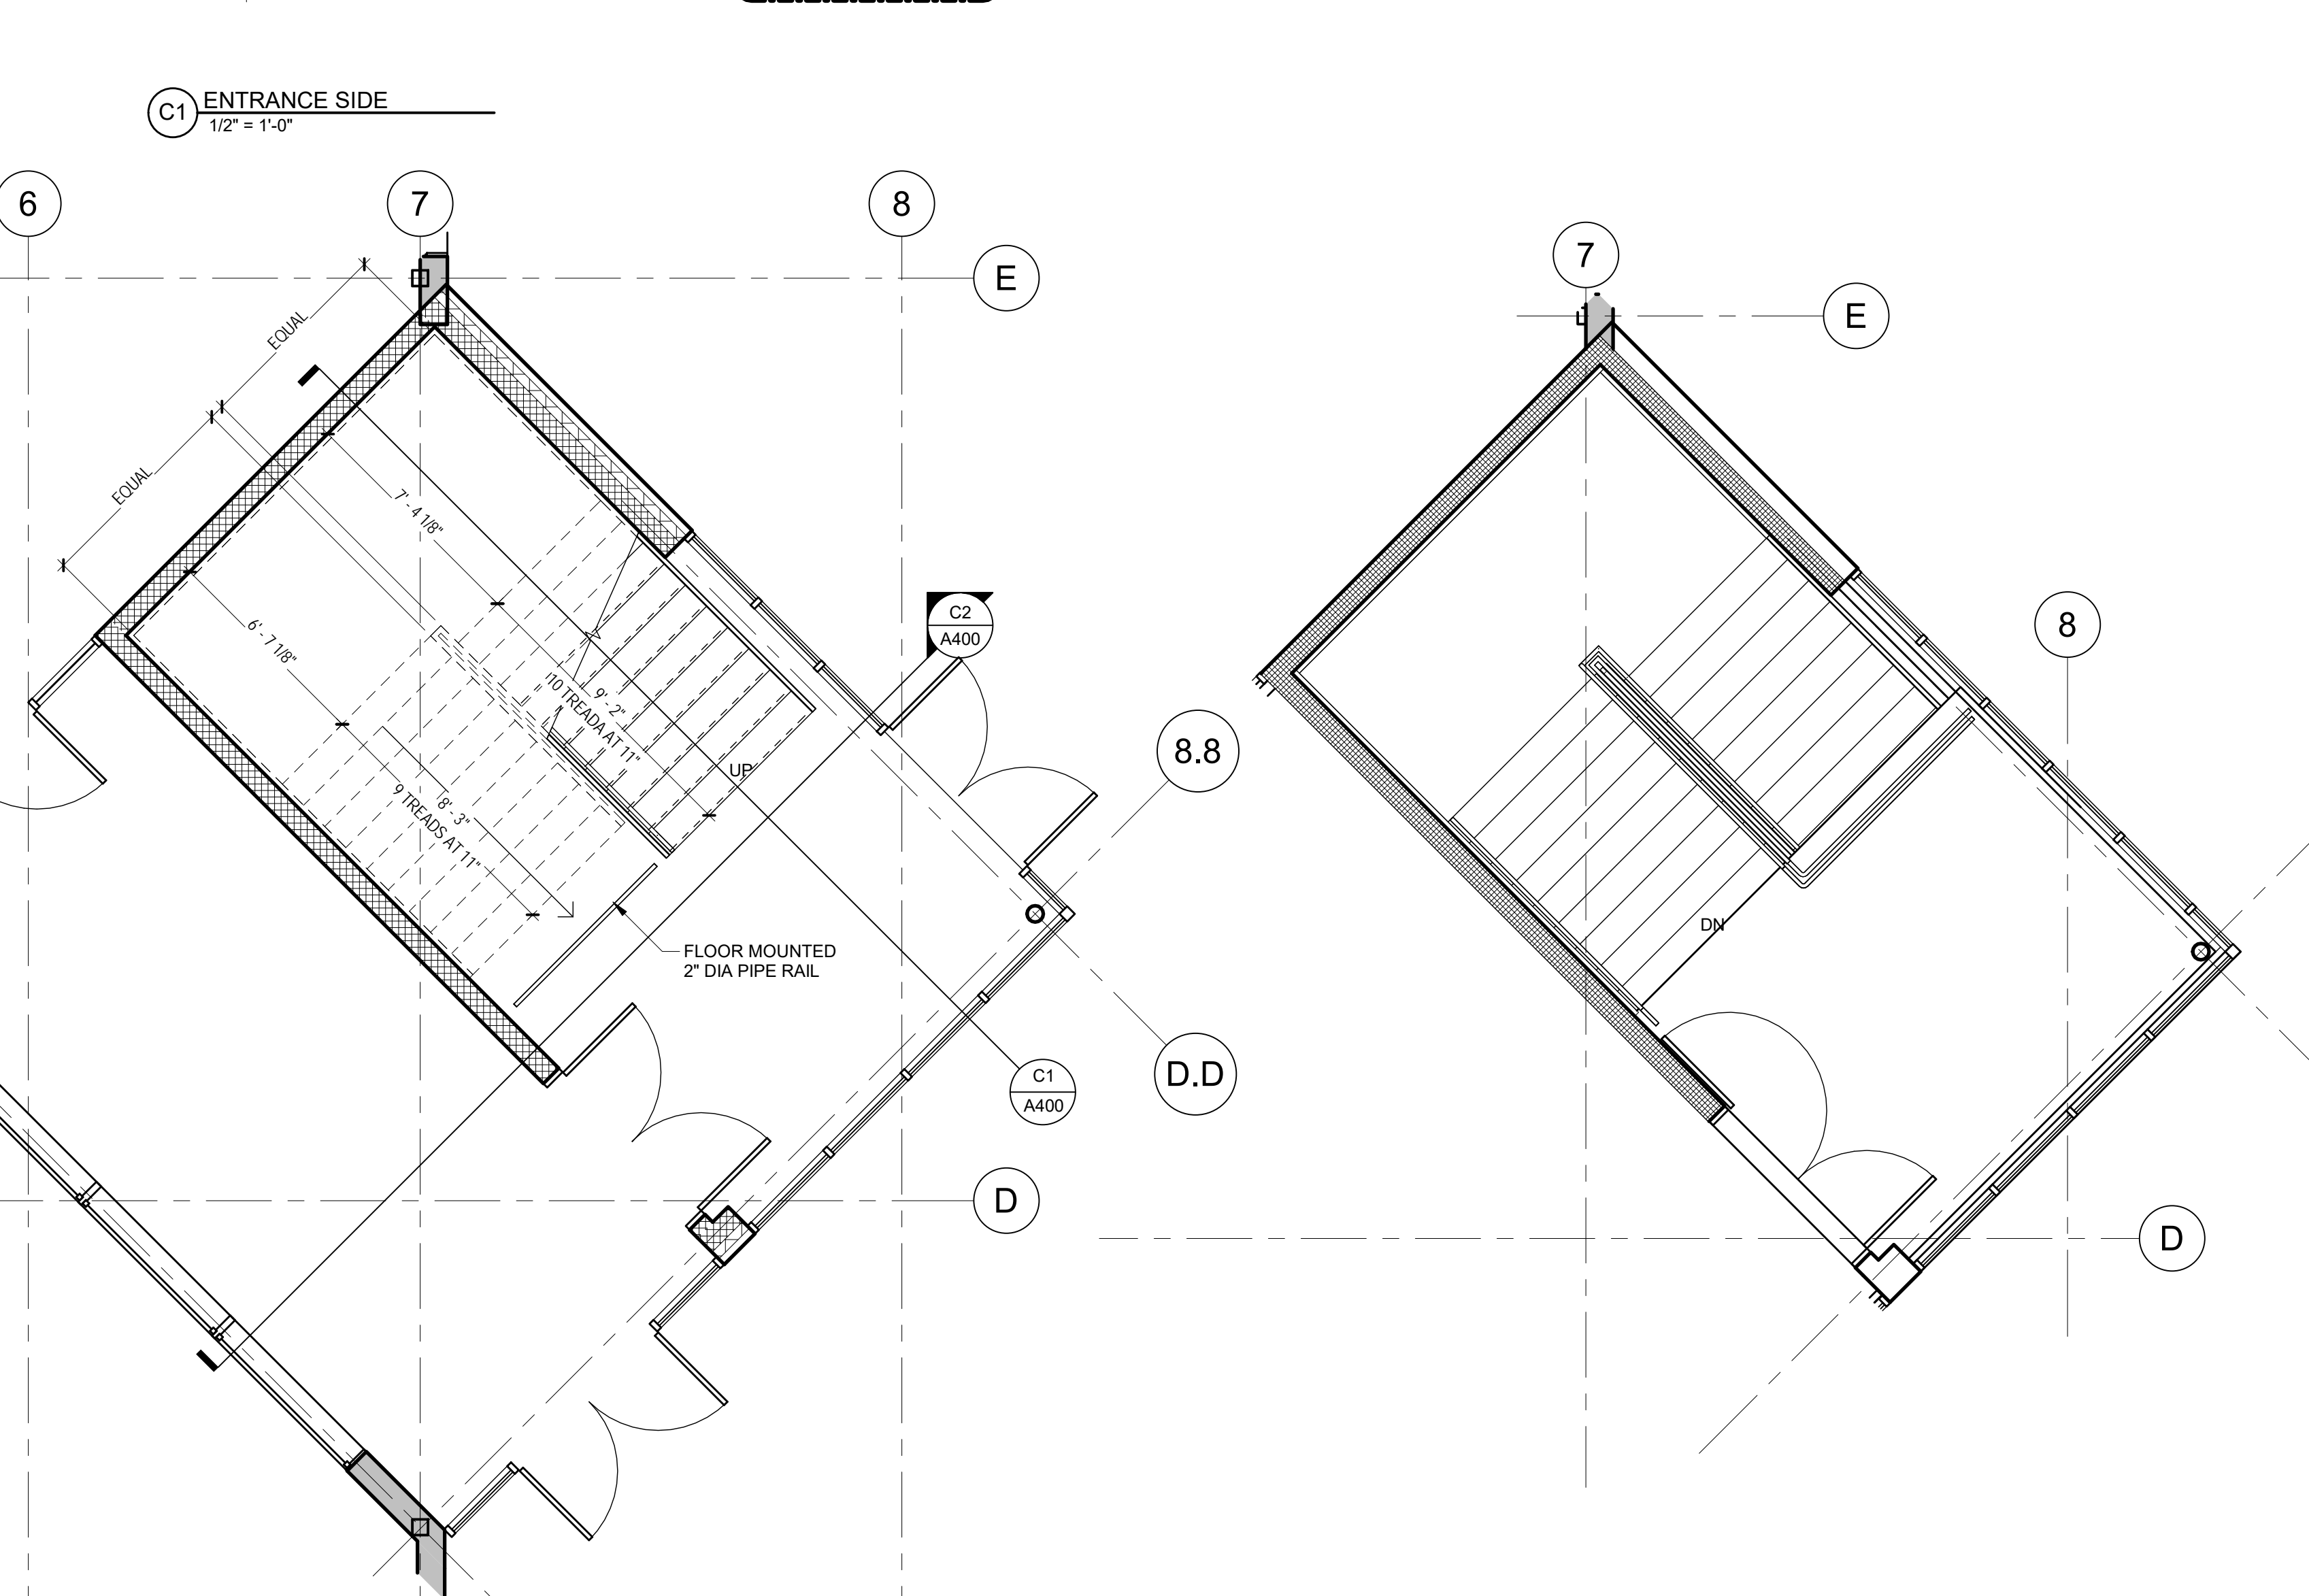 C1
ENTRANCE SIDE
1/2" = 1'-0"
6
7
8
E
7
E
EQUAL
EQUAL
7' - 4 1/8"
6' - 7 1/8"
9' - 2"
10 TREADA AT 11"
UP
8' - 3"
9 TREADS AT 11"
C2
A400
8
8.8
FLOOR MOUNTED
2" DIA PIPE RAIL
DN
C1
A400
D.D
D
D